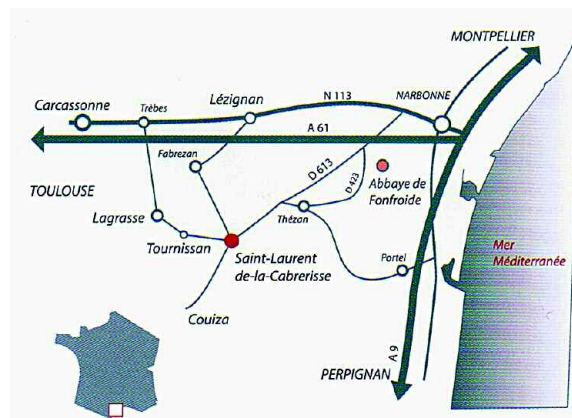 MONTPELLIER
Carcassonne
Trèbes
Lézignan
N 113
NARBONNE
A 61
Fabrezan
D 613
D 423
Abbaye de
Fonfroide
TOULOUSE
Lagrasse
Thézan
Tournissan
Saint-Laurent
de-la-Cabrerisse
Portel
Mer
Méditerranée
Couiza
A 9
PERPIGNAN